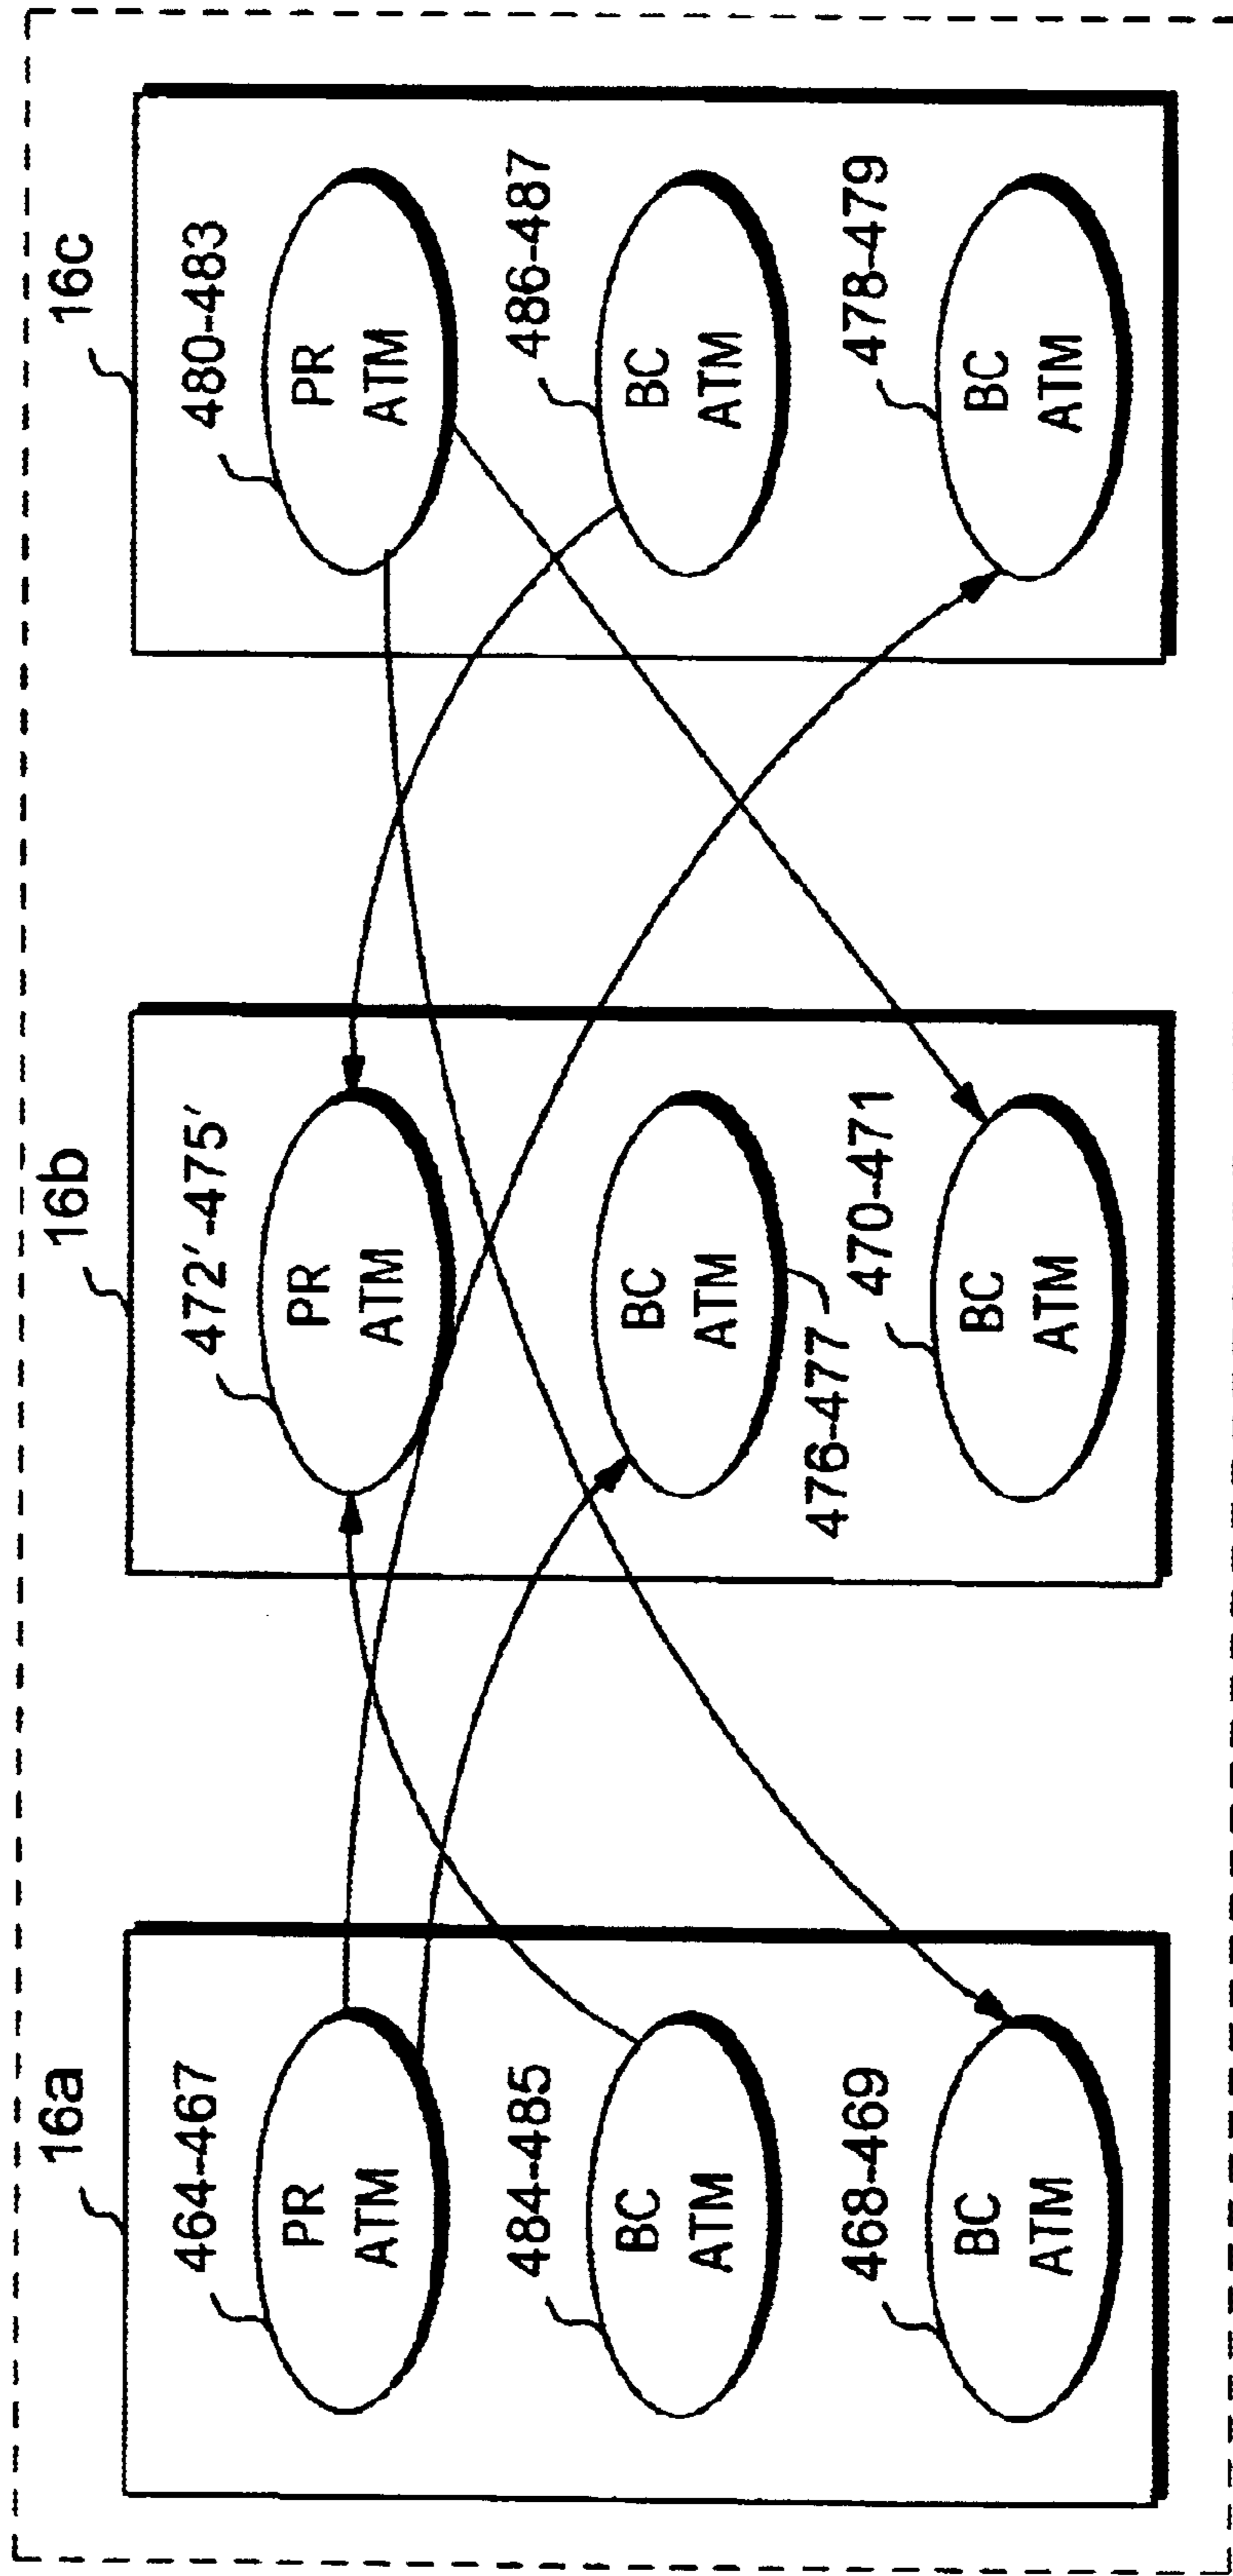 16a
464-467
PR
ATM
484-485
BC
ATM
468-469
BC
ATM
16b
472′-475′
PR
ATM
BC
ATM
476-477
470-471
BC
ATM
16c
480-483
PR
ATM
486-487
BC
ATM
478-479
BC
ATM